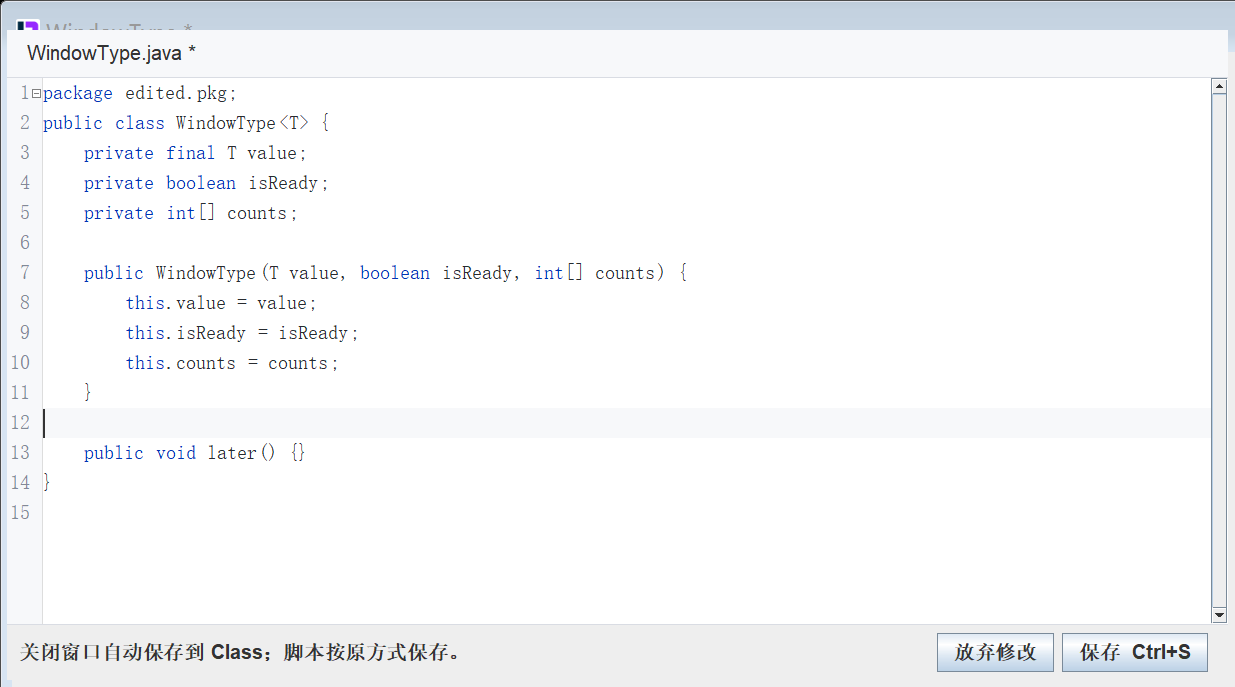 WindowType *
WindowType.java *
1 package edited.pkg;
2 public class WindowType<T> {
3     private final T value;
4     private boolean isReady;
5     private int[] counts;
6
7     public WindowType(T value, boolean isReady, int[] counts) {
8         this.value = value;
9         this.isReady = isReady;
10         this.counts = counts;
11     }
12
13     public void later() {}
14 }
15
关闭窗口自动保存到 Class；脚本按原方式保存。
放弃修改
保存 Ctrl+S